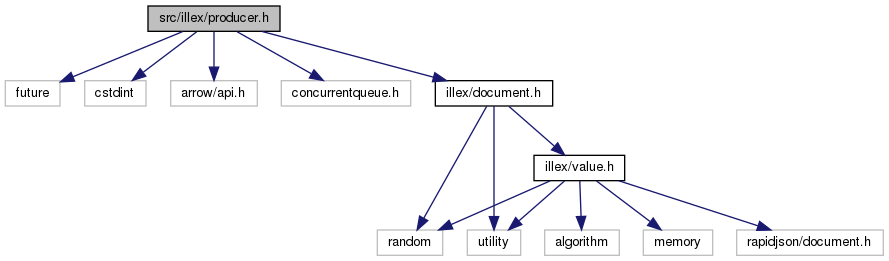 src/illex/producer.h
future
cstdint
arrow/api.h
concurrentqueue.h
illex/document.h
illex/value.h
random
utility
algorithm
memory
rapidjson/document.h